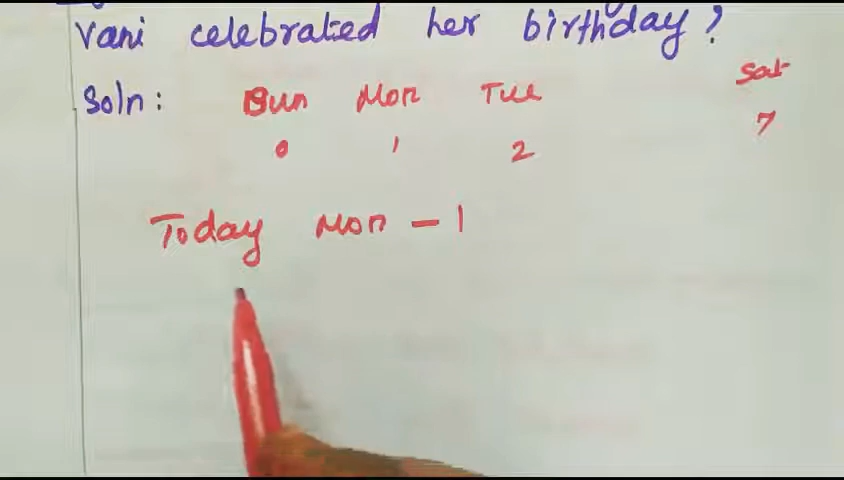 Vani celebrated her birthday?
Soln: Sun Mon Tue Sat
0 1 2 7
Today Mon - 1